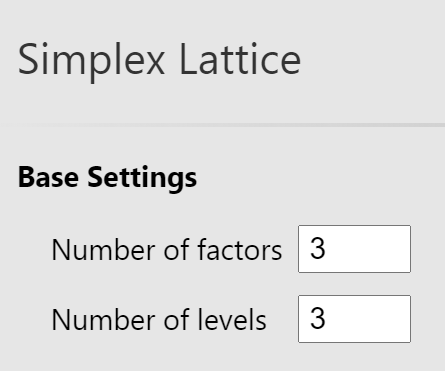 Simplex Lattice
Base Settings
Number of factors 3
Number of levels 3